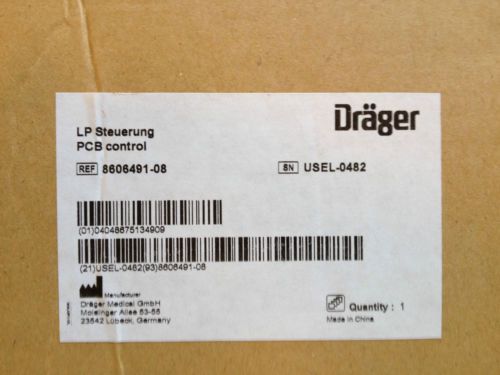 Dräger
LP Steuerung
PCB control
REF 8606491-08
SN USEL-0482
(01)04048675134909
(21)USEL-0482(93)8606491-08
Manufacturer
Dräger Medical GmbH
Moislinger Allee 53-55
23542 Lübeck, Germany
Quantity : 1
Made in China